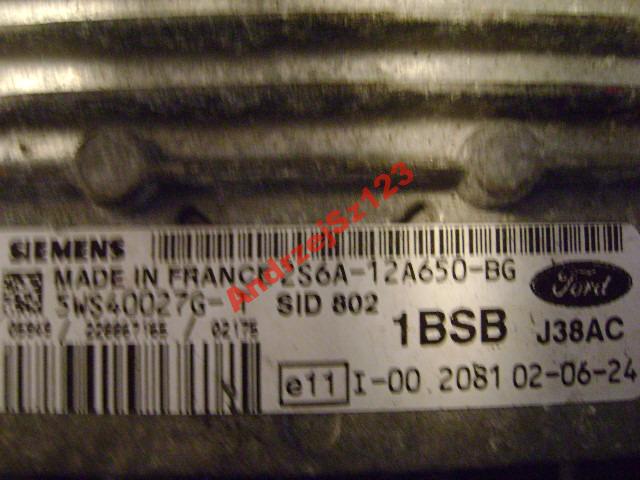 SIEMENS
MADE IN FRANCE 2S6A-12A650-BG
5WS40027G-T SID 802
Ford
1BSB J38AC
02175
e11 I-00 2081 02-06-24
AndrzejSz123